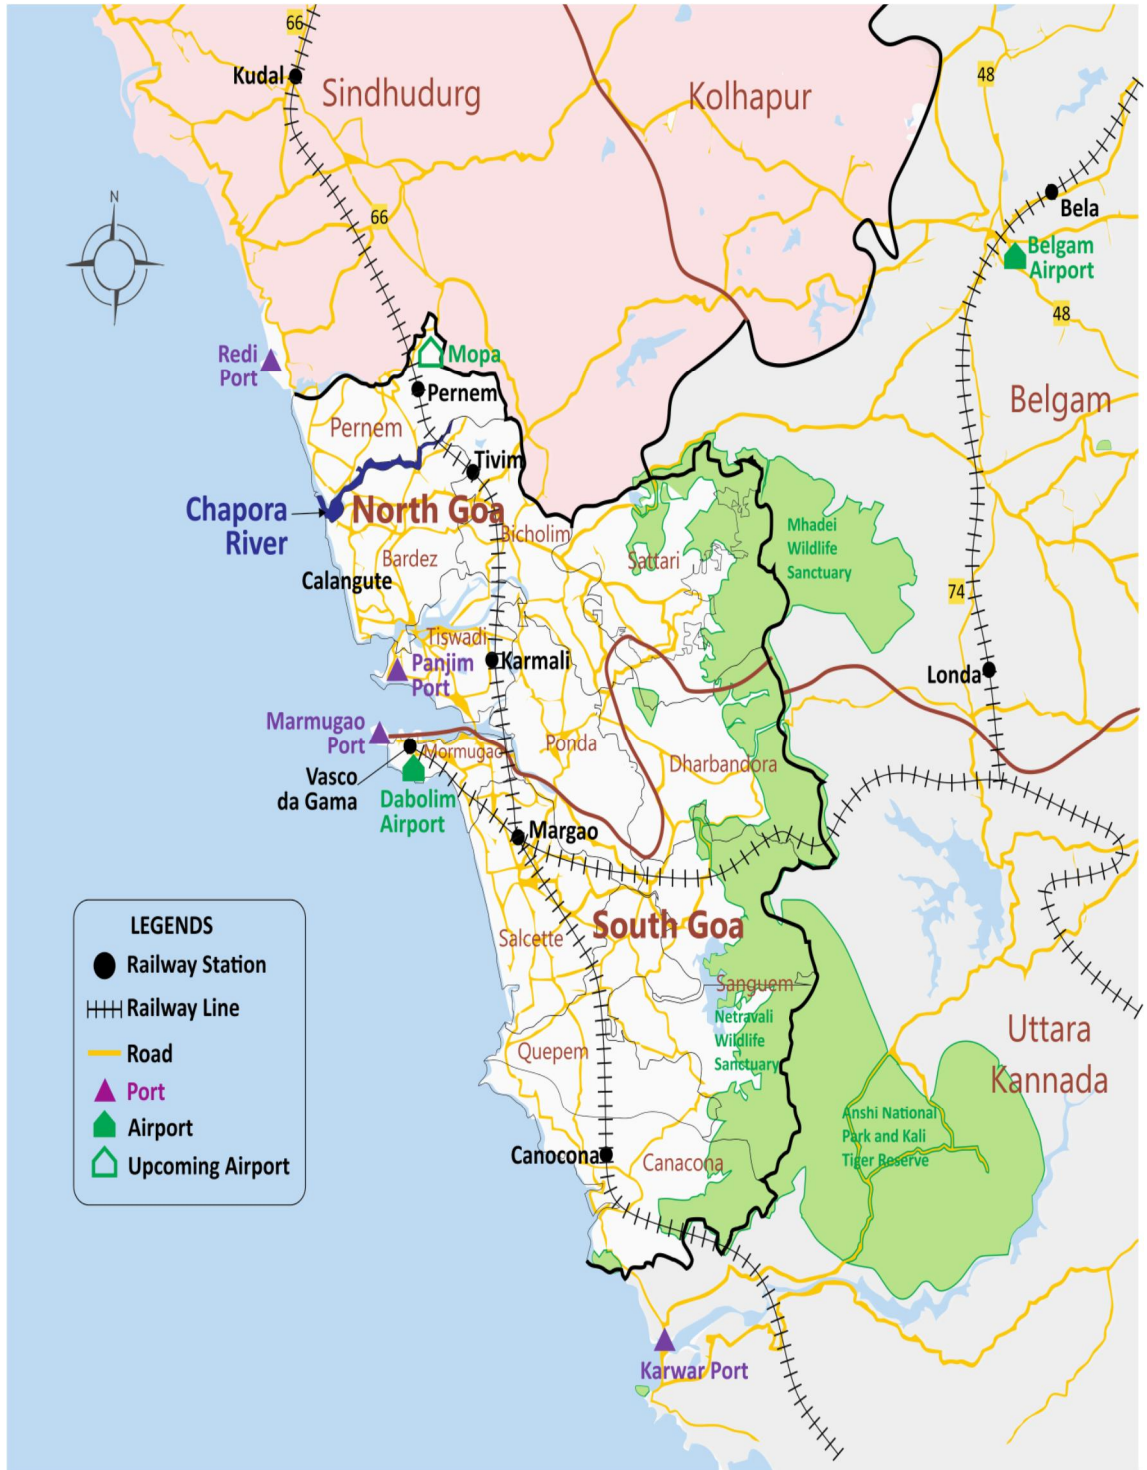 66
Kudal
Sindhudurg
Kolhapur
48
N
66
Bela
Belgam
Airport
48
Redi
Port
Mopa
Pernem
Pernem
Belgam
Tivim
Chapora
River
North Goa
Bicholim
Mhadei
Wildlife
Sanctuary
Bardez
Sattari
Calangute
74
Tiswadi
Karmali
Panjim
Port
Londa
Marmugao
Port
Mormugao
Ponda
Dharbandora
Vasco
da Gama
Dabolim
Airport
Margao
South Goa
Salcette
Sanguem
Netravali
Wildlife
Sanctuary
Quepem
Uttara
Kannada
Anshi National
Park and Kali
Tiger Reserve
Canocona
Canacona
Karwar Port
LEGENDS
Railway Station
Railway Line
Road
Port
Airport
Upcoming Airport